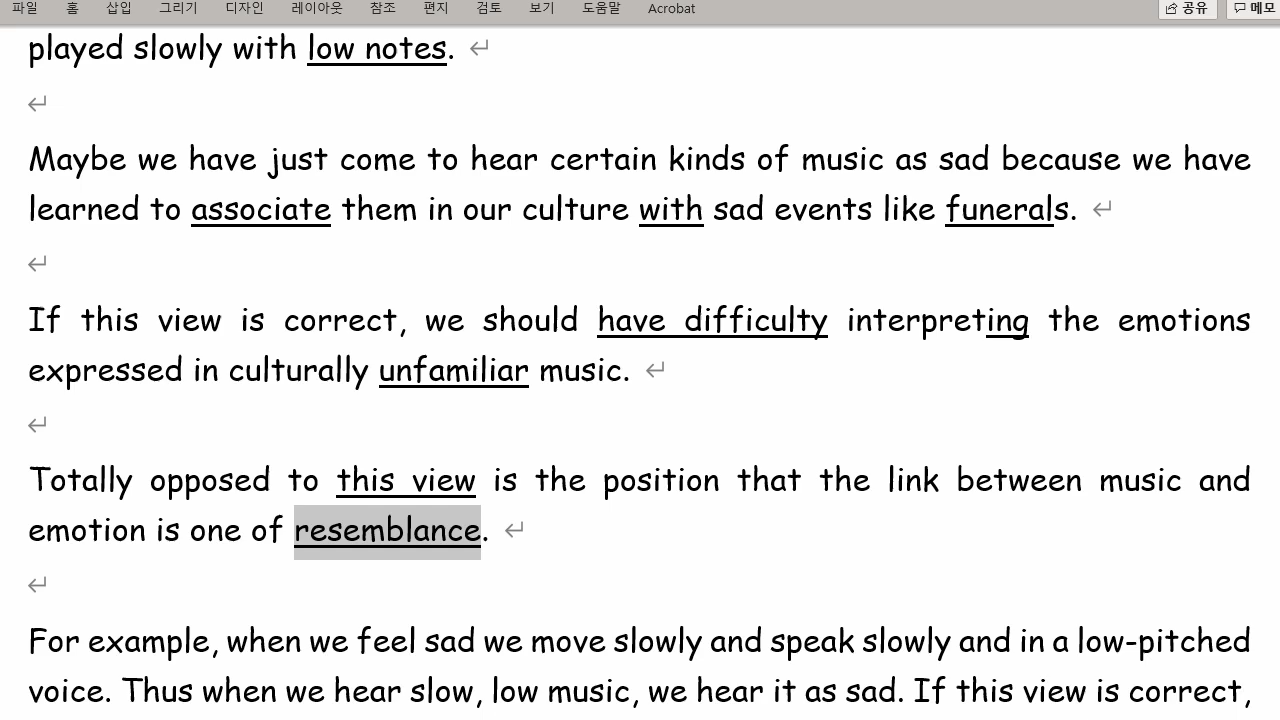 파일 홈 삽입 그리기 디자인 레이아웃 참조 편지 검토 보기 도움말 Acrobat 공유 메모
played slowly with low notes. ↵
↵
Maybe we have just come to hear certain kinds of music as sad because we have
learned to associate them in our culture with sad events like funerals. ↵
↵
If this view is correct, we should have difficulty interpreting the emotions
expressed in culturally unfamiliar music. ↵
↵
Totally opposed to this view is the position that the link between music and
emotion is one of resemblance. ↵
↵
For example, when we feel sad we move slowly and speak slowly and in a low-pitched
voice. Thus when we hear slow, low music, we hear it as sad. If this view is correct,